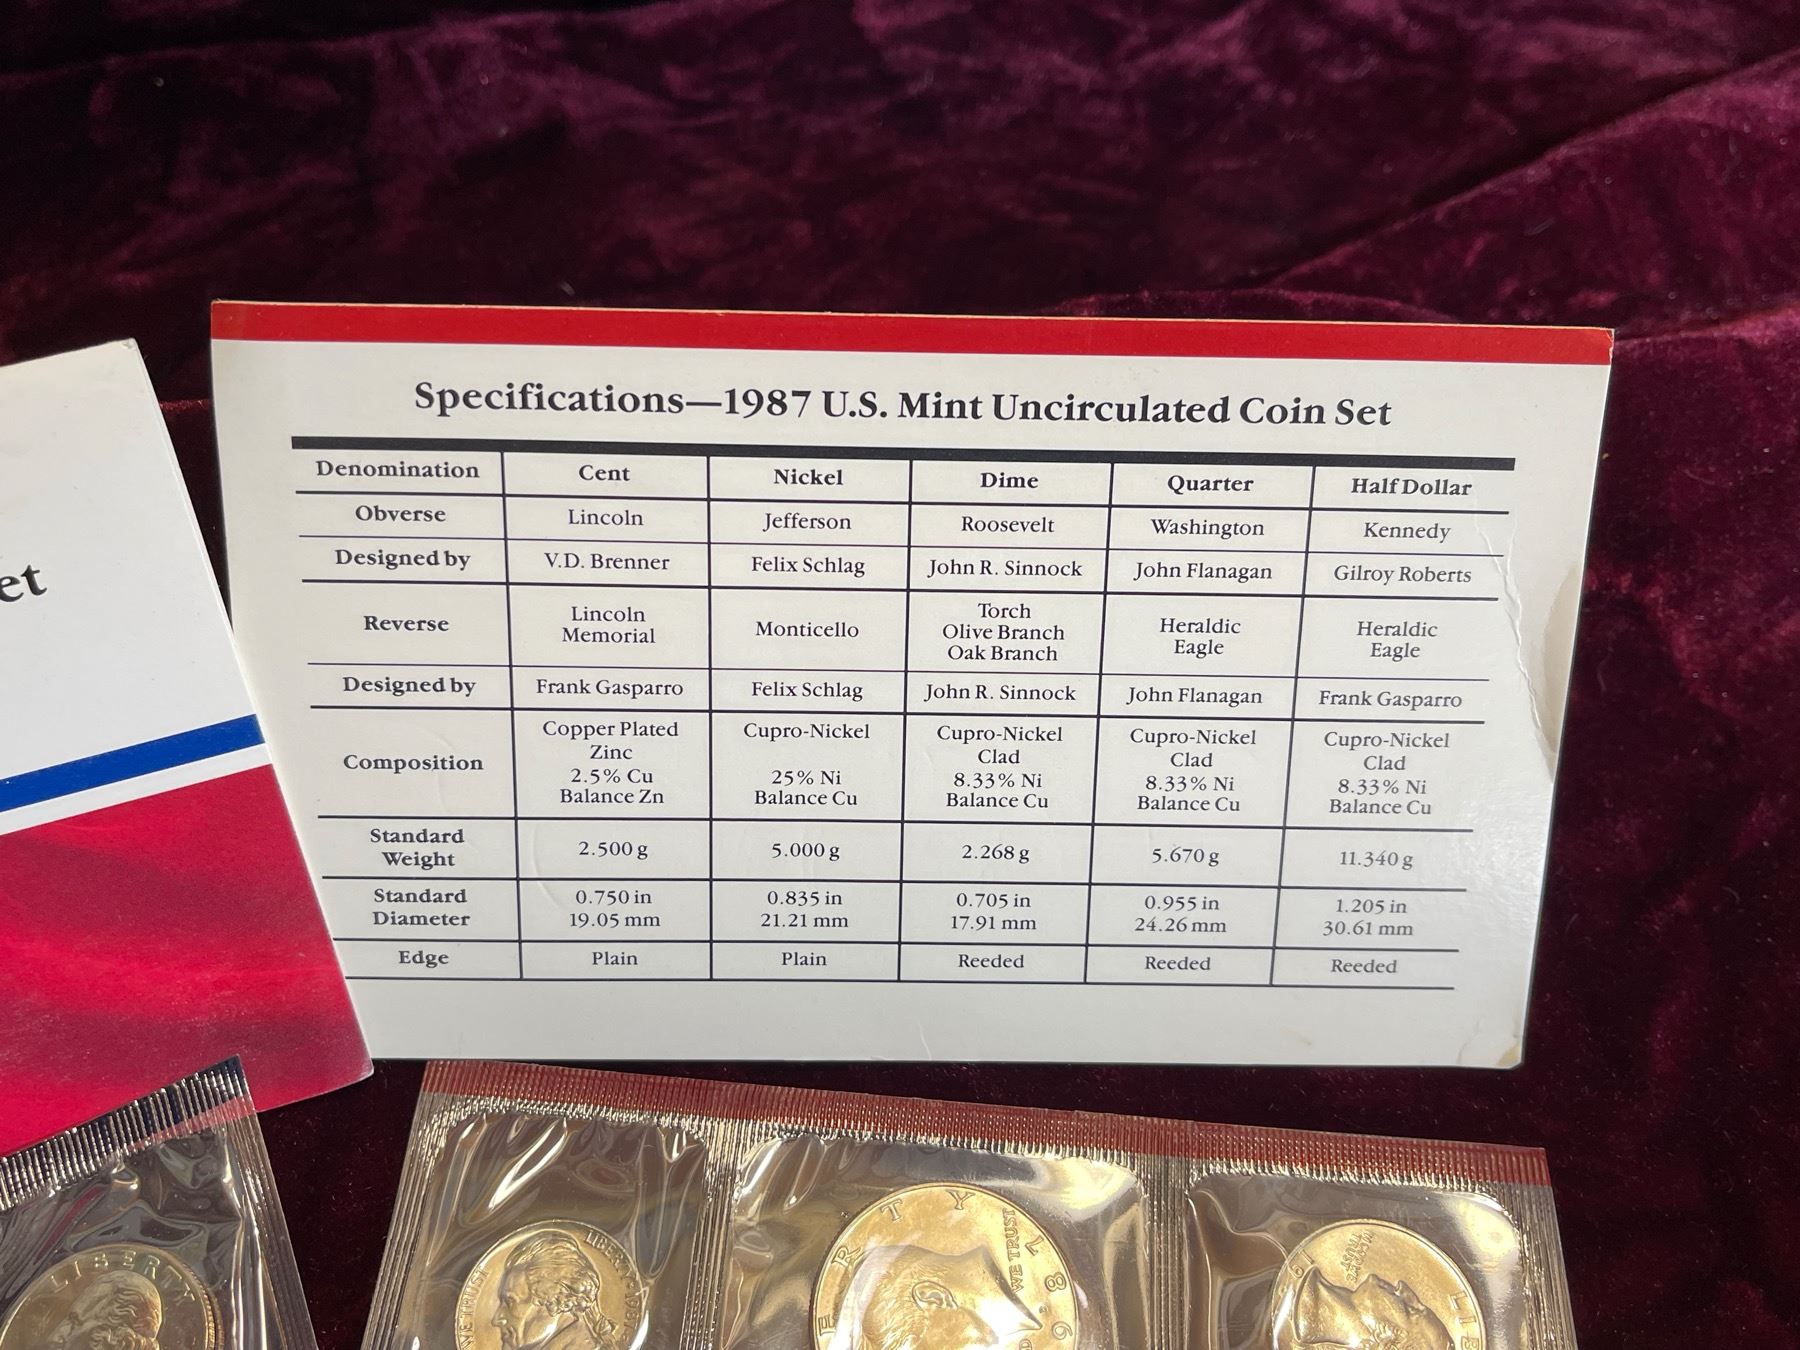 Specifications—1987 U.S. Mint Uncirculated Coin Set
Denomination Cent Nickel Dime Quarter Half Dollar
Obverse Lincoln Jefferson Roosevelt Washington Kennedy
Designed by V.D. Brenner Felix Schlag John R. Sinnock John Flanagan Gilroy Roberts
Reverse
Lincoln
Memorial
Monticello
Torch
Olive Branch
Oak Branch
Heraldic
Eagle
Heraldic
Eagle
Designed by Frank Gasparro Felix Schlag John R. Sinnock John Flanagan Frank Gasparro
Composition
Copper Plated
Zinc
2.5% Cu
Balance Zn
Cupro-Nickel
25% Ni
Balance Cu
Cupro-Nickel
Clad
8.33% Ni
Balance Cu
Cupro-Nickel
Clad
8.33% Ni
Balance Cu
Cupro-Nickel
Clad
8.33% Ni
Balance Cu
Standard
Weight
2.500 g 5.000 g 2.268 g 5.670 g 11.340 g
Standard
Diameter
0.750 in
19.05 mm
0.835 in
21.21 mm
0.705 in
17.91 mm
0.955 in
24.26 mm
1.205 in
30.61 mm
Edge Plain Plain Reeded Reeded Reeded
et
LIBERTY
WE TRUST
LIBERTY
ERTY
WE TRUST
TRUST
LIB